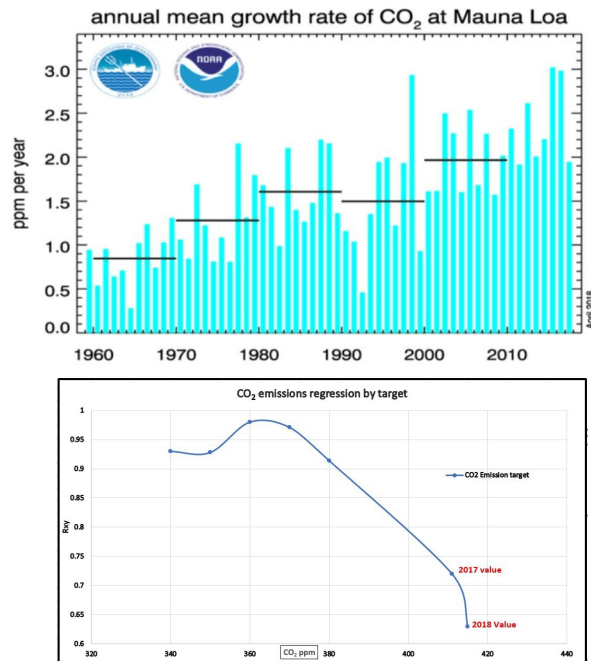 annual mean growth rate of CO₂ at Mauna Loa
NOAA
3.0
2.5
2.0
1.5
1.0
0.5
0.0
ppm per year
1960 1970 1980 1990 2000 2010
April 2018
CO₂ emissions regression by target
1
0.95
0.9
0.85
0.8
0.75
0.7
0.65
0.6
Rxy
CO2 Emission target
2017 value
2018 Value
320 340 360 380 400 420 440
CO₂ ppm